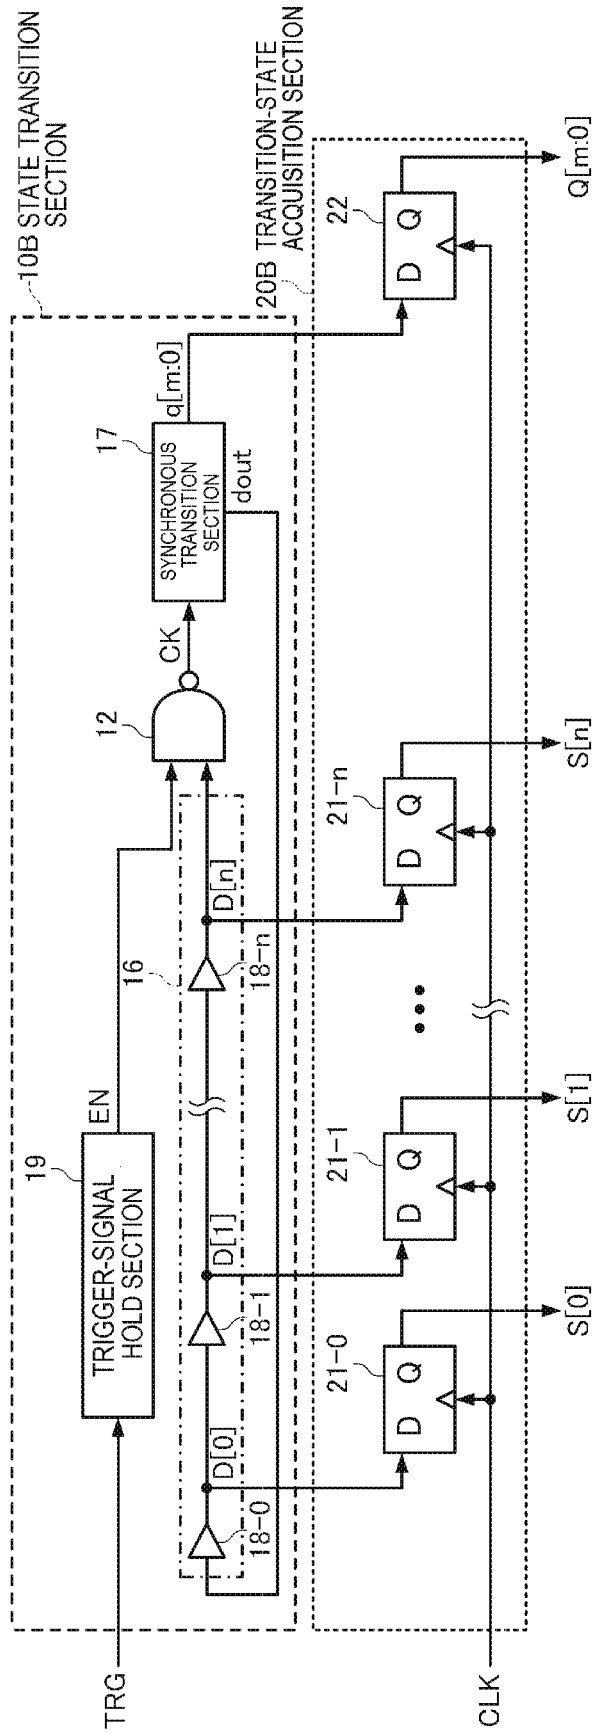 10B STATE TRANSITION
SECTION
20B TRANSITION-STATE
ACQUISITION SECTION
TRG
19
TRIGGER-SIGNAL
HOLD SECTION
EN
16
12
CK
17
SYNCHRONOUS
TRANSITION
SECTION
q[m:0]
dout
D[0]
D[1]
D[n]
18-0
18-1
18-n
21-0
D Q
21-1
D Q
21-n
D Q
22
D Q
CLK
S[0]
S[1]
S[n]
Q[m:0]